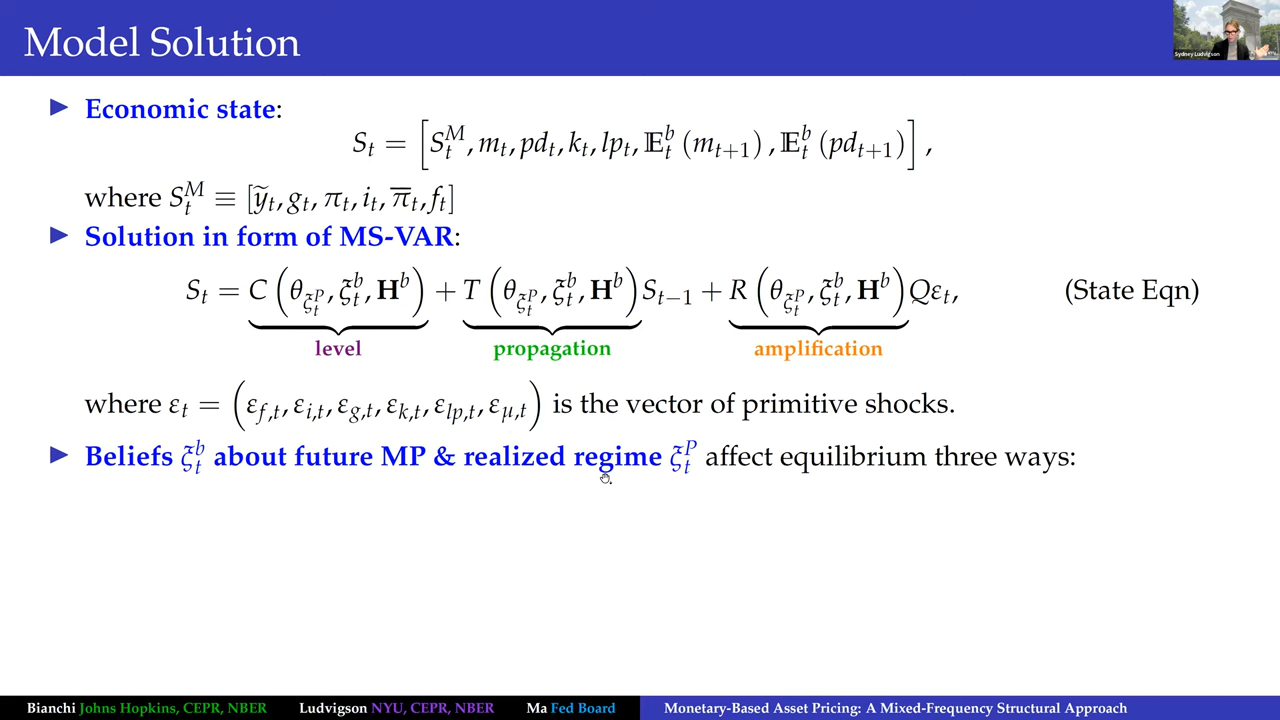 Model Solution
Sydney Ludvigson
▶ Economic state:
S_t = [S_t^M, m_t, pd_t, k_t, lp_t, 𝔼_t^b (m_{t+1}), 𝔼_t^b (pd_{t+1})],
where S_t^M ≡ [ỹ_t, g_t, π_t, i_t, π̅_t, f_t]
▶ Solution in form of MS-VAR:
S_t = C(θ_{ξ_t^P}, ξ_t^b, H^b) + T(θ_{ξ_t^P}, ξ_t^b, H^b) S_{t−1} + R(θ_{ξ_t^P}, ξ_t^b, H^b) Qε_t, (State Eqn)
level propagation amplification
where ε_t = (ε_{f,t}, ε_{i,t}, ε_{g,t}, ε_{k,t}, ε_{lp,t}, ε_{μ,t}) is the vector of primitive shocks.
▶ Beliefs ξ_t^b about future MP & realized regime ξ_t^P affect equilibrium three ways:
Bianchi Johns Hopkins, CEPR, NBER Ludvigson NYU, CEPR, NBER Ma Fed Board Monetary-Based Asset Pricing: A Mixed-Frequency Structural Approach